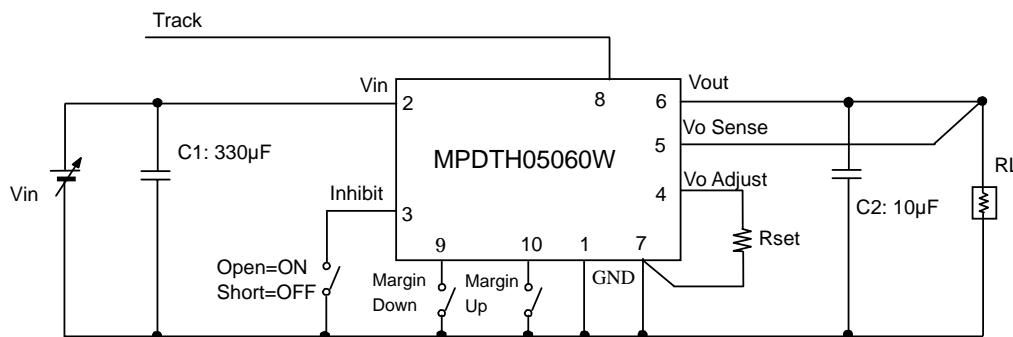 Track
Vin
2
8
6
Vout
C1: 330µF
MPDTH05060W
5
Vo Sense
Vin
Inhibit
3
4
Vo Adjust
C2: 10µF
RL
Rset
9
10
1
7
Open=ON
Short=OFF
Margin
Down
Margin
Up
GND